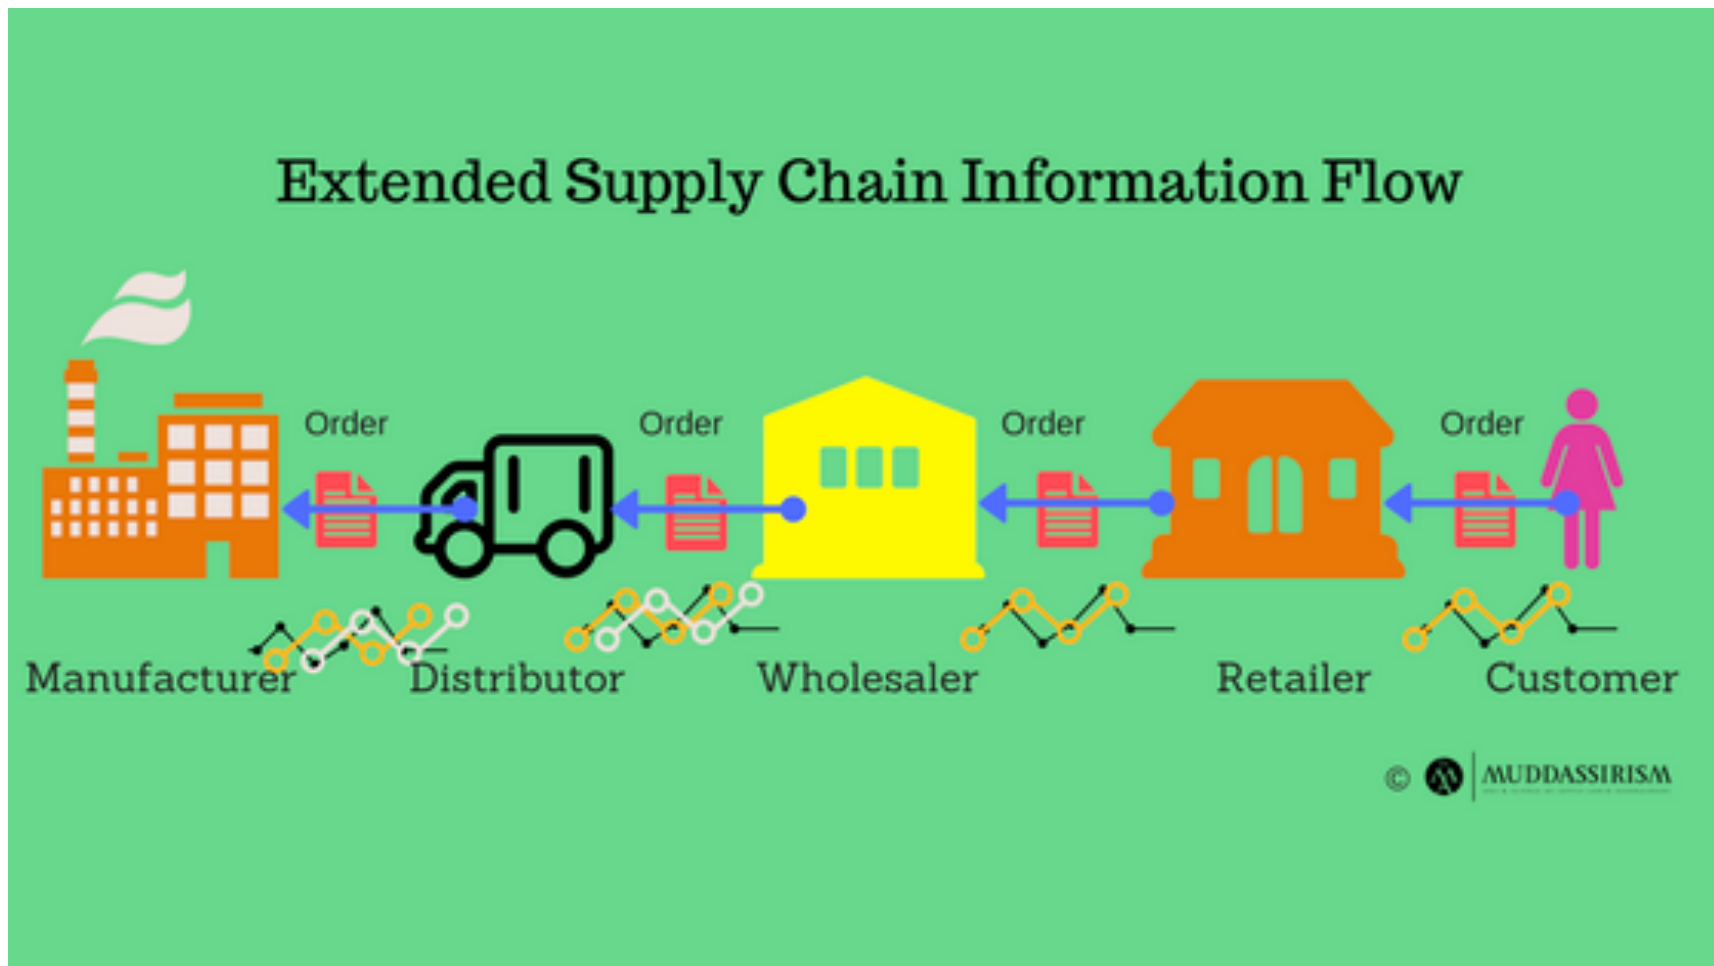 Extended Supply Chain Information Flow
Order
Order
Order
Order
Manufacturer
Distributor
Wholesaler
Retailer
Customer
© MUDDASSIRISM